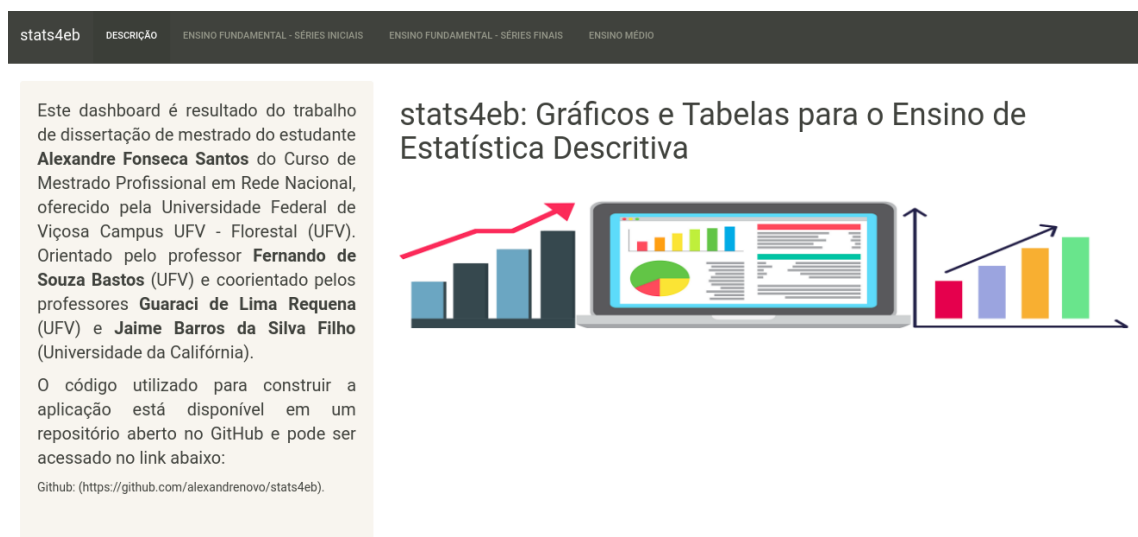 stats4eb DESCRIÇÃO ENSINO FUNDAMENTAL - SÉRIES INICIAIS ENSINO FUNDAMENTAL - SÉRIES FINAIS ENSINO MÉDIO
Este dashboard é resultado do trabalho
de dissertação de mestrado do estudante
Alexandre Fonseca Santos do Curso de
Mestrado Profissional em Rede Nacional,
oferecido pela Universidade Federal de
Viçosa Campus UFV - Florestal (UFV).
Orientado pelo professor Fernando de
Souza Bastos (UFV) e coorientado pelos
professores Guaraci de Lima Requena
(UFV) e Jaime Barros da Silva Filho
(Universidade da Califórnia).
O código utilizado para construir a
aplicação está disponível em um
repositório aberto no GitHub e pode ser
acessado no link abaixo:
Github: (https://github.com/alexandrenovo/stats4eb).
stats4eb: Gráficos e Tabelas para o Ensino de
Estatística Descritiva